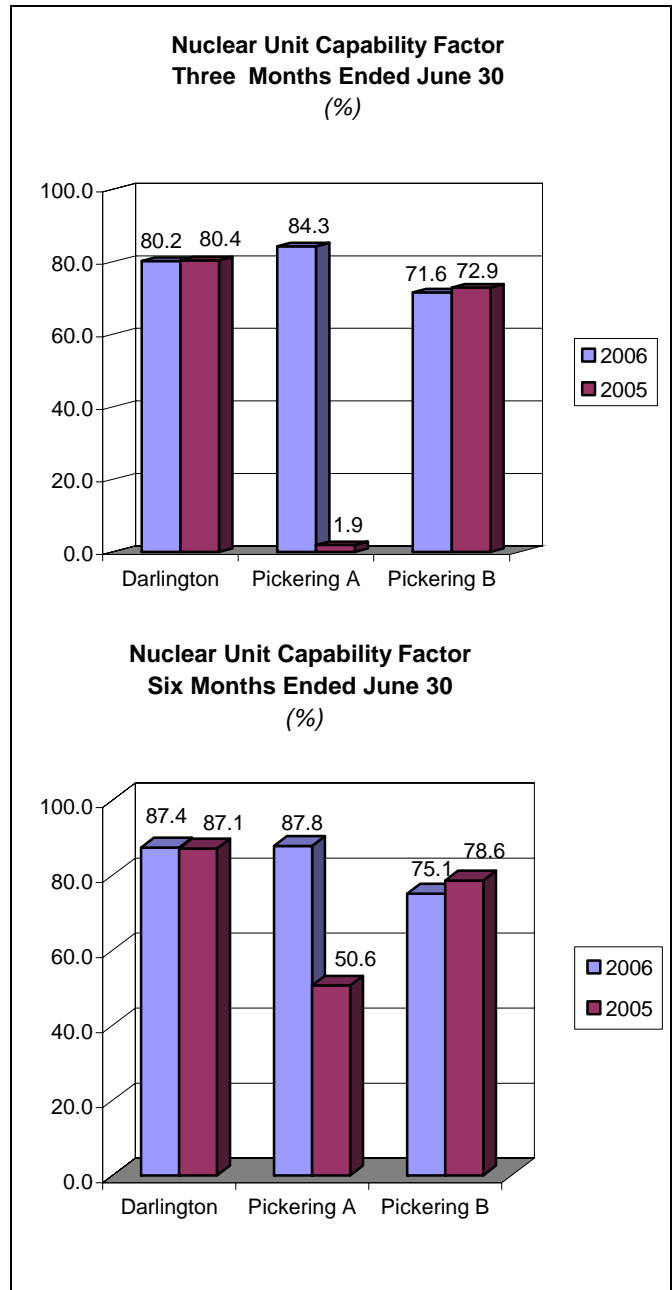 Nuclear Unit Capability Factor
Three Months Ended June 30
(%)
100.0
80.0
60.0
40.0
20.0
0.0
80.2 80.4 84.3 1.9 71.6 72.9
Darlington Pickering A Pickering B
2006
2005
Nuclear Unit Capability Factor
Six Months Ended June 30
(%)
100.0
80.0
60.0
40.0
20.0
0.0
87.4 87.1 87.8 50.6 75.1 78.6
Darlington Pickering A Pickering B
2006
2005